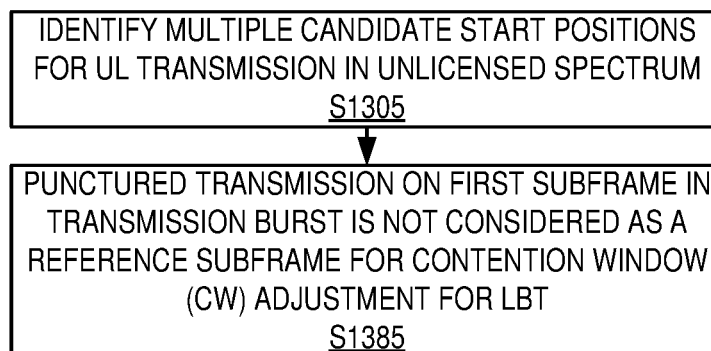 IDENTIFY MULTIPLE CANDIDATE START POSITIONS
FOR UL TRANSMISSION IN UNLICENSED SPECTRUM
S1305
PUNCTURED TRANSMISSION ON FIRST SUBFRAME IN
TRANSMISSION BURST IS NOT CONSIDERED AS A
REFERENCE SUBFRAME FOR CONTENTION WINDOW
(CW) ADJUSTMENT FOR LBT
S1385